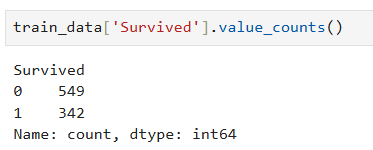 train_data['Survived'].value_counts()
Survived
0    549
1    342
Name: count, dtype: int64